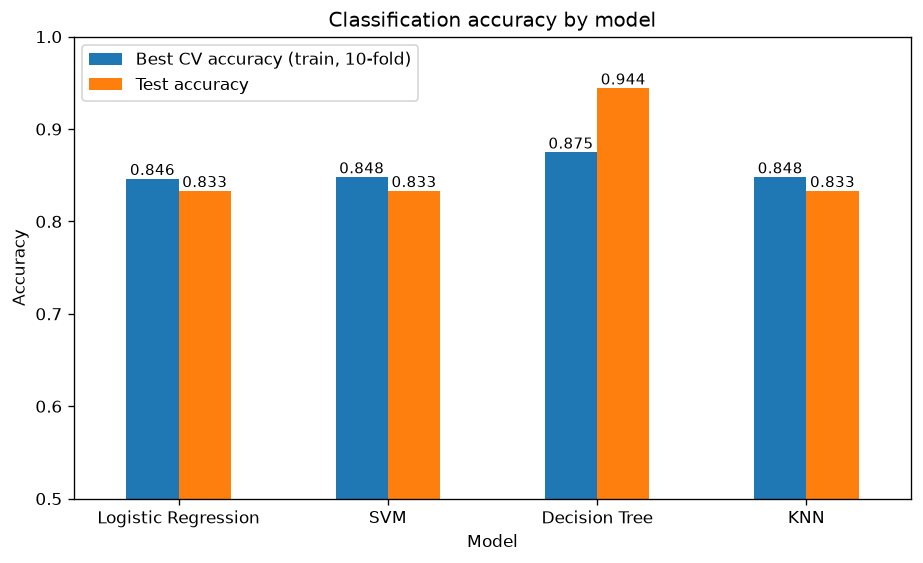 Classification accuracy by model
Best CV accuracy (train, 10-fold)
Test accuracy
1.0
0.9
0.8
0.7
0.6
0.5
Accuracy
0.846
0.833
0.848
0.833
0.875
0.944
0.848
0.833
Logistic Regression
SVM
Decision Tree
KNN
Model